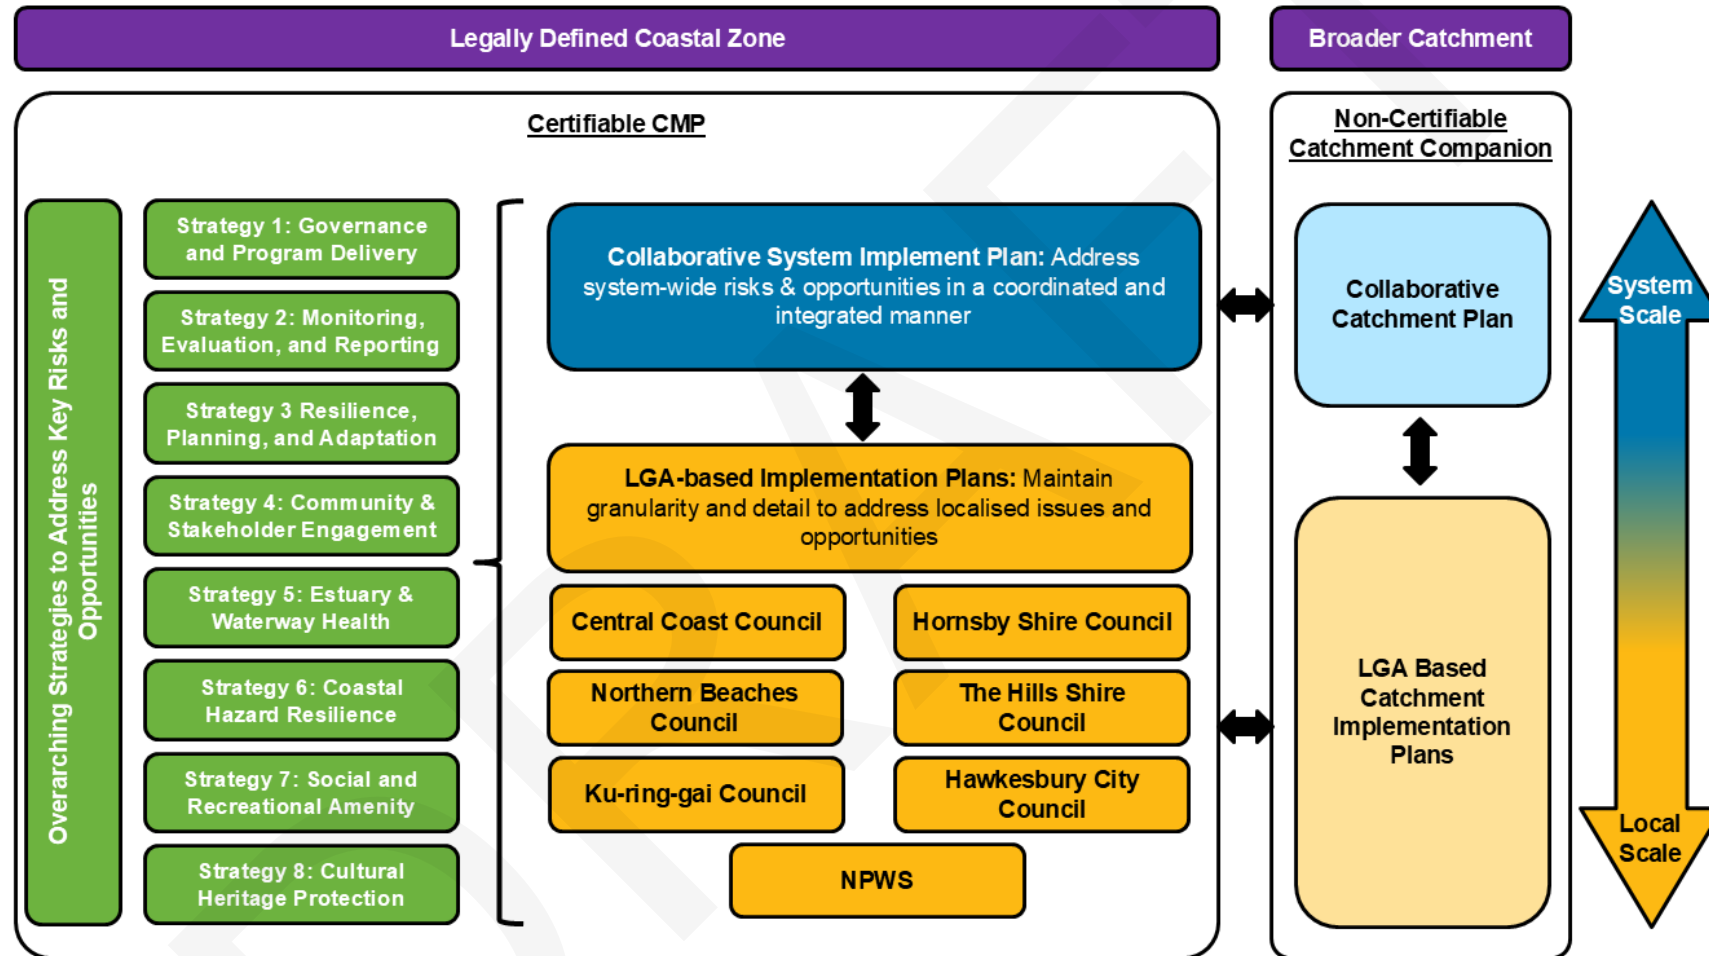 Legally Defined Coastal Zone
Broader Catchment
Certifiable CMP
Non-Certifiable
Catchment Companion
Overarching Strategies to Address Key Risks and
Opportunities
Strategy 1: Governance
and Program Delivery
Strategy 2: Monitoring,
Evaluation, and Reporting
Strategy 3 Resilience,
Planning, and Adaptation
Strategy 4: Community &
Stakeholder Engagement
Strategy 5: Estuary &
Waterway Health
Strategy 6: Coastal
Hazard Resilience
Strategy 7: Social and
Recreational Amenity
Strategy 8: Cultural
Heritage Protection
Collaborative System Implement Plan: Address
system-wide risks & opportunities in a coordinated and
integrated manner
LGA-based Implementation Plans: Maintain
granularity and detail to address localised issues and
opportunities
Central Coast Council
Hornsby Shire Council
Northern Beaches
Council
The Hills Shire
Council
Ku-ring-gai Council
Hawkesbury City
Council
NPWS
Collaborative
Catchment Plan
LGA Based
Catchment
Implementation
Plans
System
Scale
Local
Scale
DRAFT